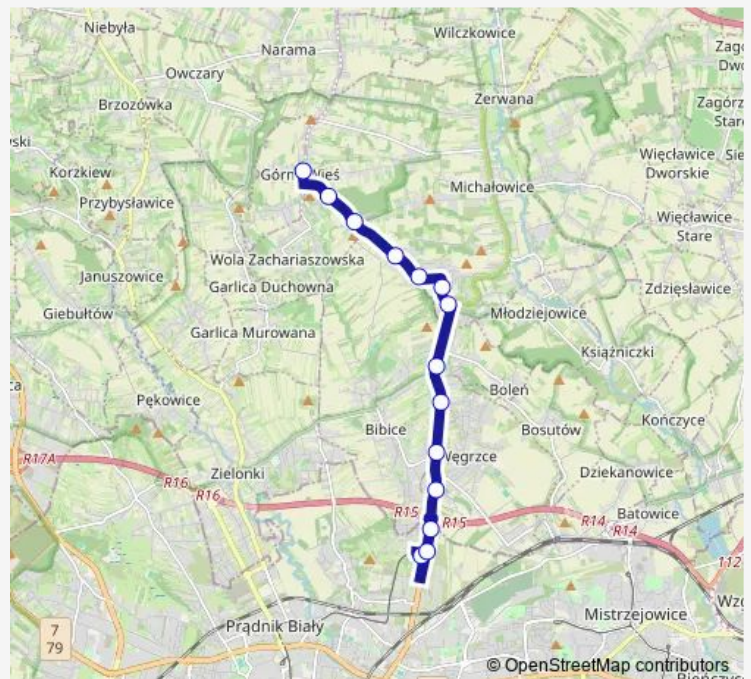 Niebyła
Wilczkowice
Narama
Owczary
Zerwana
Brzozówka
Korzkiew
Michałowice
Więcławice
Dworskie
Przybysławice
Więcławice
Stare
Wola Zachariaszowska
Januszowice
Garlica Duchowna
Zdzięsławice
Giebułtów
Młodziejowice
Garlica Murowana
Książniczki
Boleń
Pękowice
Kończyce
Bibice
Bosutów
Węgrzce
R17A
Zielonki
Dziekanowice
R16
R16
R15
R15
R14
R14
Batowice
112
7
79
Prądnik Biały
Mistrzejowice
© OpenStreetMap contributors